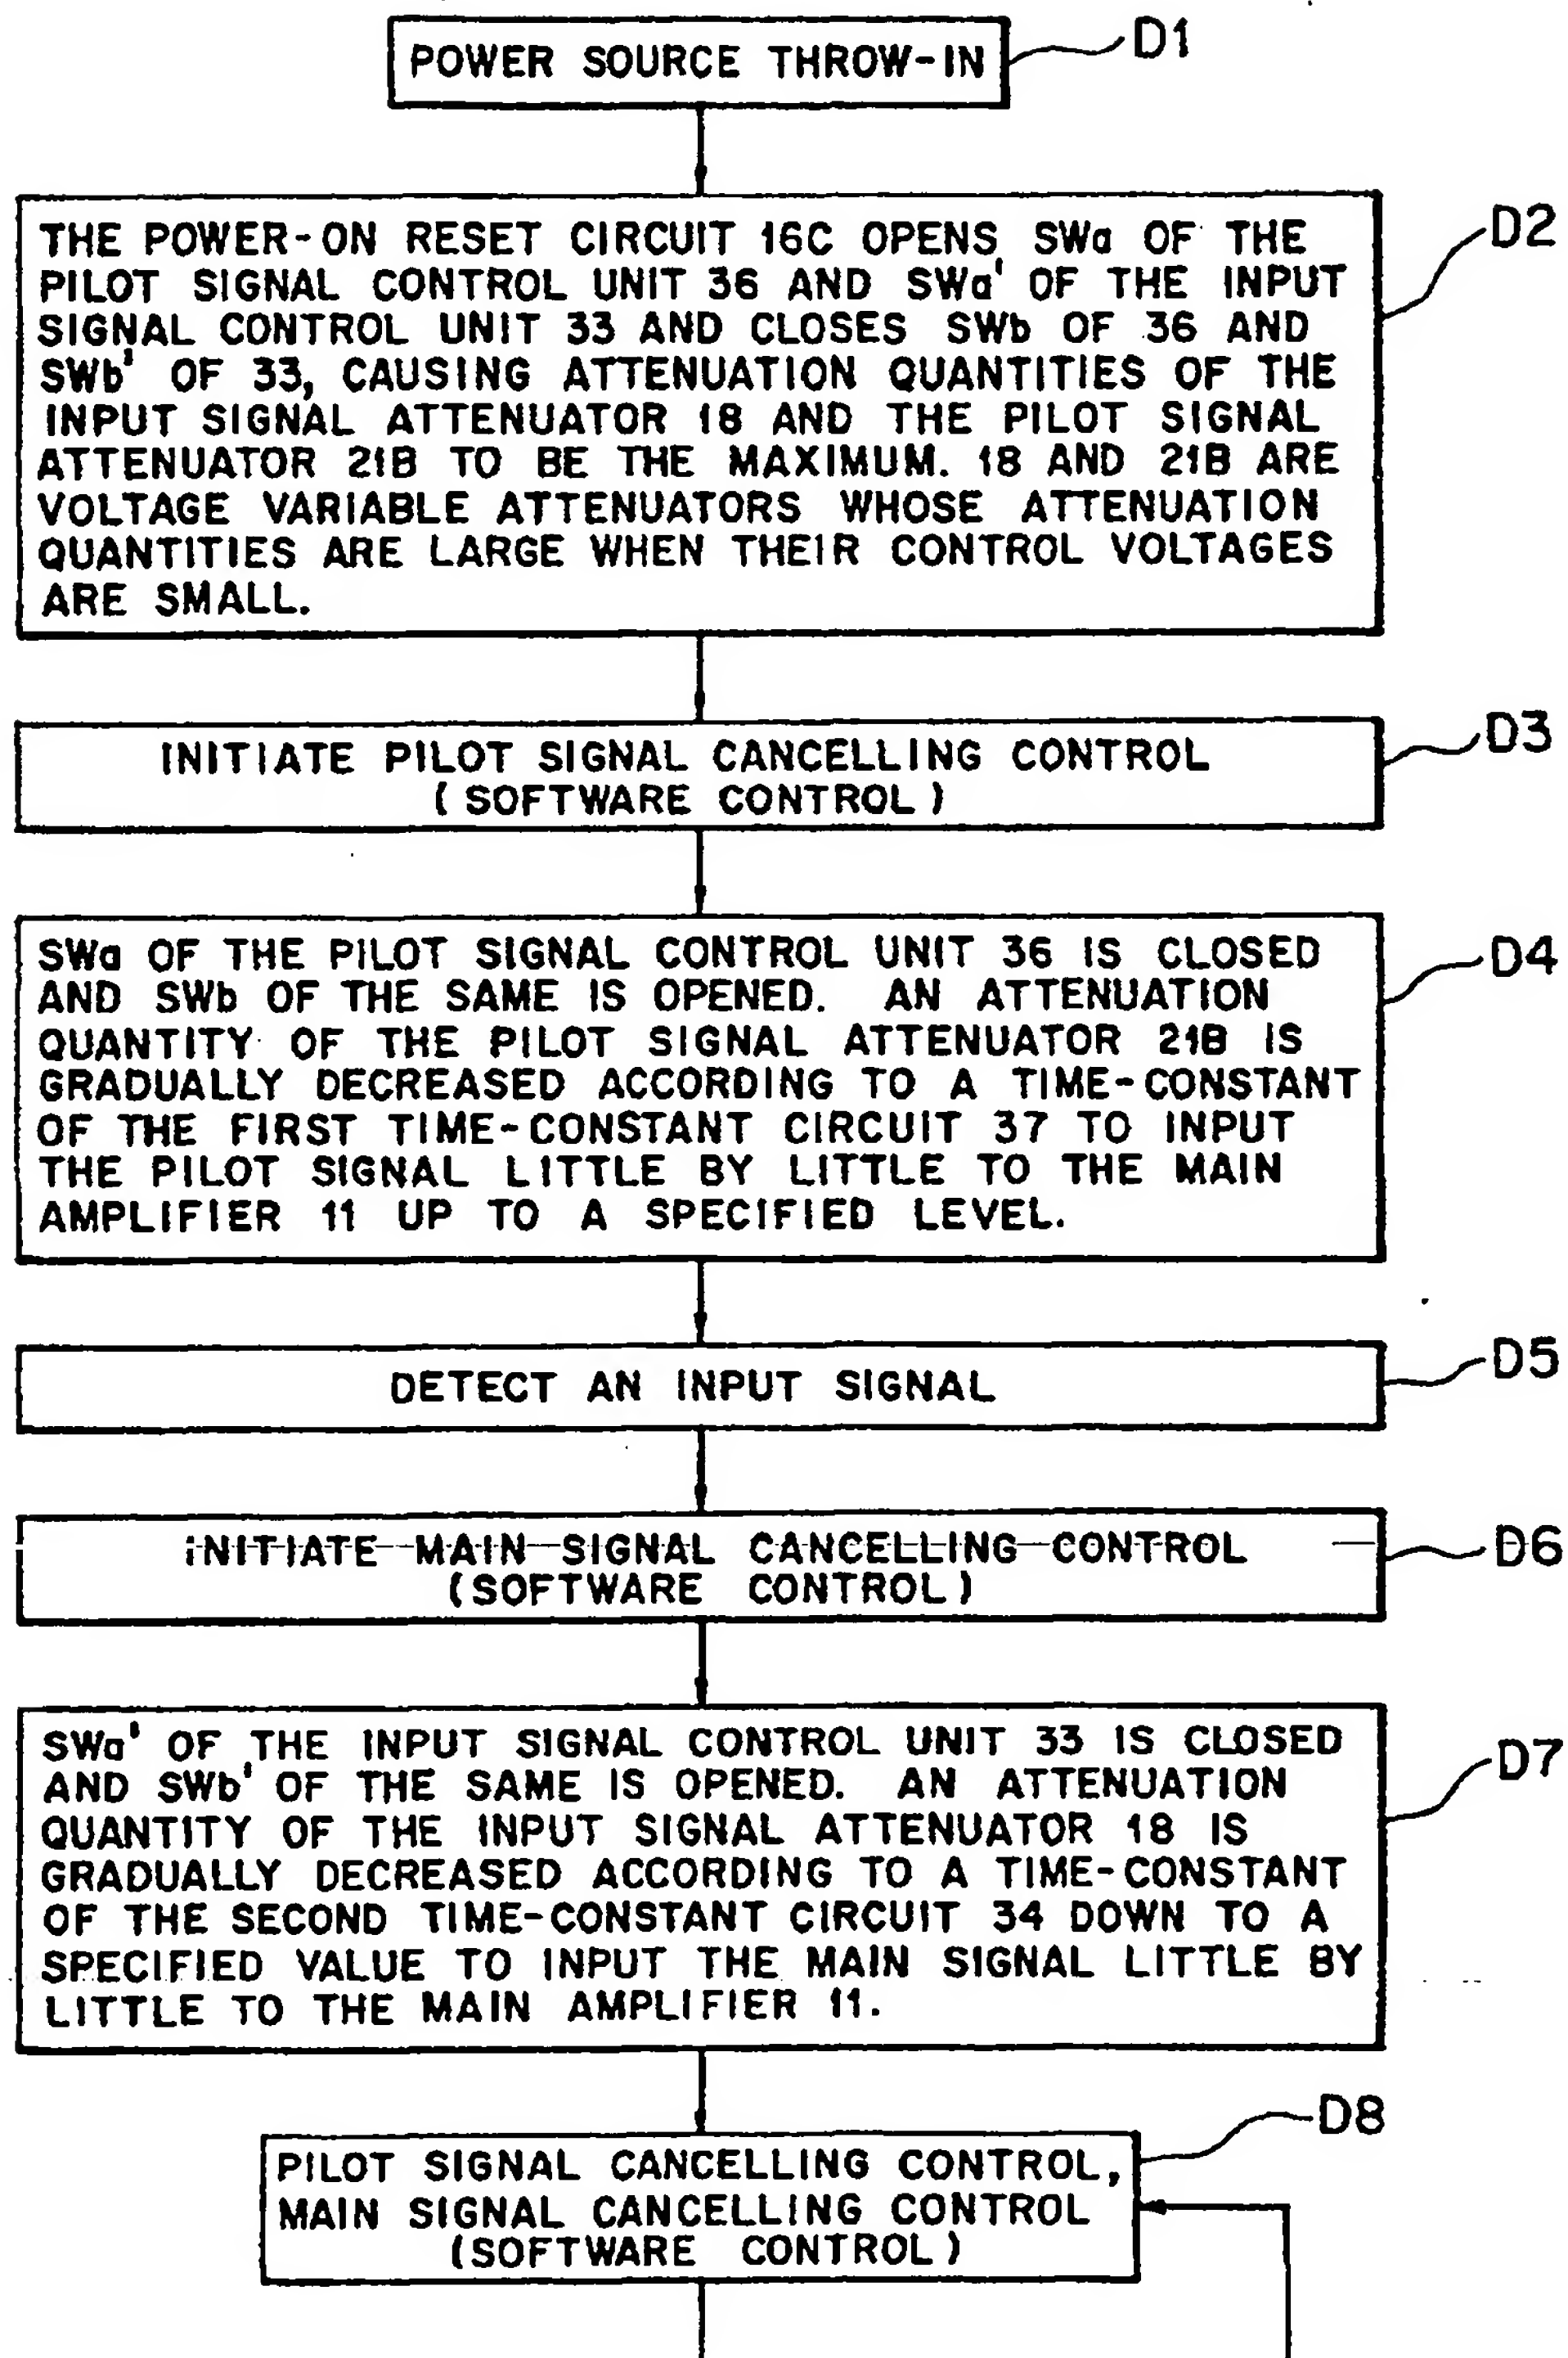 POWER SOURCE THROW-IN
D1
THE POWER-ON RESET CIRCUIT 16C OPENS SWa OF THE
PILOT SIGNAL CONTROL UNIT 36 AND SWa' OF THE INPUT
SIGNAL CONTROL UNIT 33 AND CLOSES SWb OF 36 AND
SWb' OF 33, CAUSING ATTENUATION QUANTITIES OF THE
INPUT SIGNAL ATTENUATOR 18 AND THE PILOT SIGNAL
ATTENUATOR 21B TO BE THE MAXIMUM. 18 AND 21B ARE
VOLTAGE VARIABLE ATTENUATORS WHOSE ATTENUATION
QUANTITIES ARE LARGE WHEN THEIR CONTROL VOLTAGES
ARE SMALL.
D2
INITIATE PILOT SIGNAL CANCELLING CONTROL
(SOFTWARE CONTROL)
D3
SWa OF THE PILOT SIGNAL CONTROL UNIT 36 IS CLOSED
AND SWb OF THE SAME IS OPENED. AN ATTENUATION
QUANTITY OF THE PILOT SIGNAL ATTENUATOR 21B IS
GRADUALLY DECREASED ACCORDING TO A TIME-CONSTANT
OF THE FIRST TIME-CONSTANT CIRCUIT 37 TO INPUT
THE PILOT SIGNAL LITTLE BY LITTLE TO THE MAIN
AMPLIFIER 11 UP TO A SPECIFIED LEVEL.
D4
DETECT AN INPUT SIGNAL
D5
INITIATE MAIN SIGNAL CANCELLING CONTROL
(SOFTWARE CONTROL)
D6
SWa' OF THE INPUT SIGNAL CONTROL UNIT 33 IS CLOSED
AND SWb' OF THE SAME IS OPENED. AN ATTENUATION
QUANTITY OF THE INPUT SIGNAL ATTENUATOR 18 IS
GRADUALLY DECREASED ACCORDING TO A TIME-CONSTANT
OF THE SECOND TIME-CONSTANT CIRCUIT 34 DOWN TO A
SPECIFIED VALUE TO INPUT THE MAIN SIGNAL LITTLE BY
LITTLE TO THE MAIN AMPLIFIER 11.
D7
PILOT SIGNAL CANCELLING CONTROL,
MAIN SIGNAL CANCELLING CONTROL
(SOFTWARE CONTROL)
D8